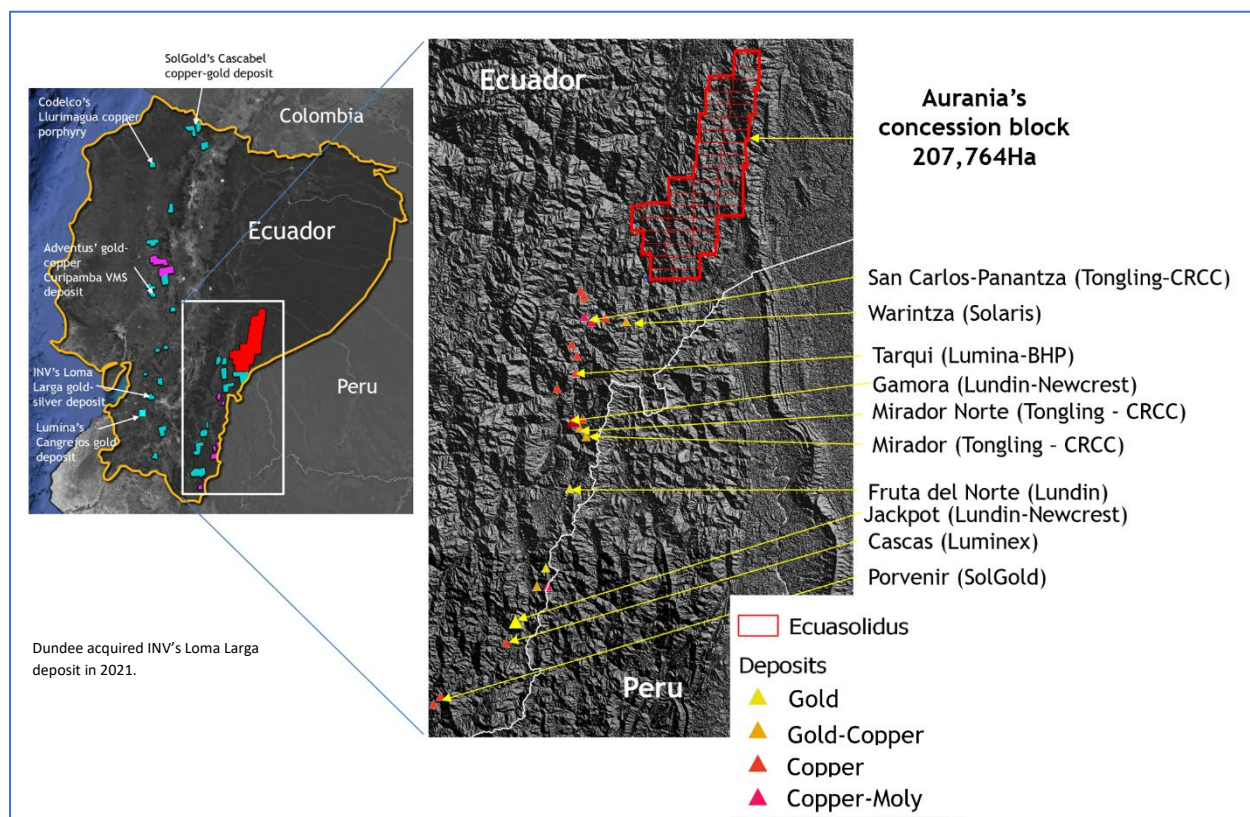 SolGold's Cascabel
copper-gold deposit
Codelco's
Llurimagua copper
porphyry
Colombia
Ecuador
Adventus' gold-
copper
Curipamba VMS
deposit
Peru
INV's Loma
Larga gold-
silver deposit
Lumina's
Cangrejos gold
deposit
Dundee acquired INV's Loma Larga
deposit in 2021.
Ecuador
Peru
Aurania's
concession block
207,764Ha
San Carlos-Panantza (Tongling-CRCC)
Warintza (Solaris)
Tarqui (Lumina-BHP)
Gamora (Lundin-Newcrest)
Mirador Norte (Tongling - CRCC)
Mirador (Tongling - CRCC)
Fruta del Norte (Lundin)
Jackpot (Lundin-Newcrest)
Cascas (Luminex)
Porvenir (SolGold)
Ecuasolidus
Deposits
Gold
Gold-Copper
Copper
Copper-Moly